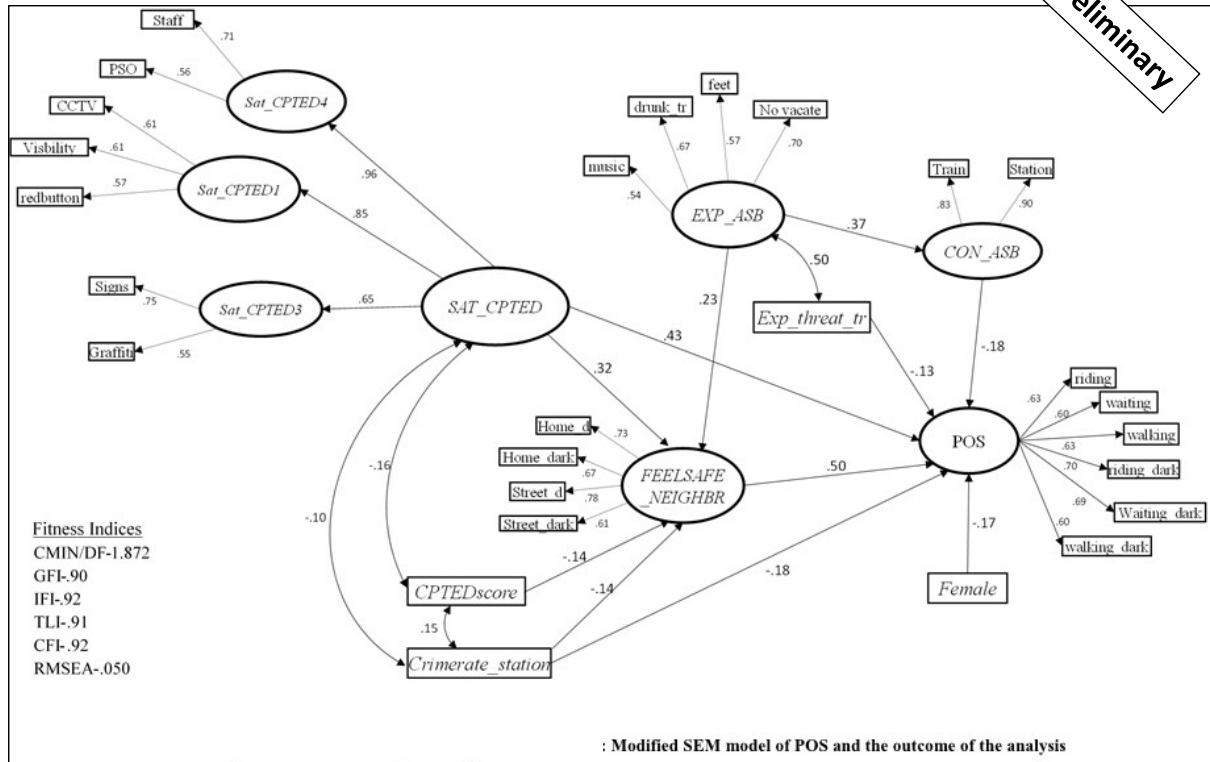 eliminary
Staff
.71
PSO
.56
Sat_CPTED4
CCTV
.61
Visbility
.61
redbutton
.57
Sat_CPTED1
.96
.85
Signs
.75
Sat_CPTED3
.65
Graffiti
.55
SAT_CPTED
feet
drunk_tr
.57
No vacate
.67
.70
music
.54
EXP_ASB
Train
Station
.83
.90
.37
CON_ASB
.50
.23
Exp_threat_tr
.43
-.18
-.13
.32
riding
.63
waiting
.60
walking
.63
riding_dark
.70
Waiting_dark
.69
walking_dark
.60
POS
Home_d
.73
Home_dark
.67
Street_d
.78
Street_dark
.61
FEELSAFE
_NEIGHBR
.50
-.16
-.10
-.17
Female
-.14
-.14
-.18
CPTEDscore
.15
Crimerate_station
Fitness Indices
CMIN/DF-1.872
GFI-.90
IFI-.92
TLI-.91
CFI-.92
RMSEA-.050
: Modified SEM model of POS and the outcome of the analysis